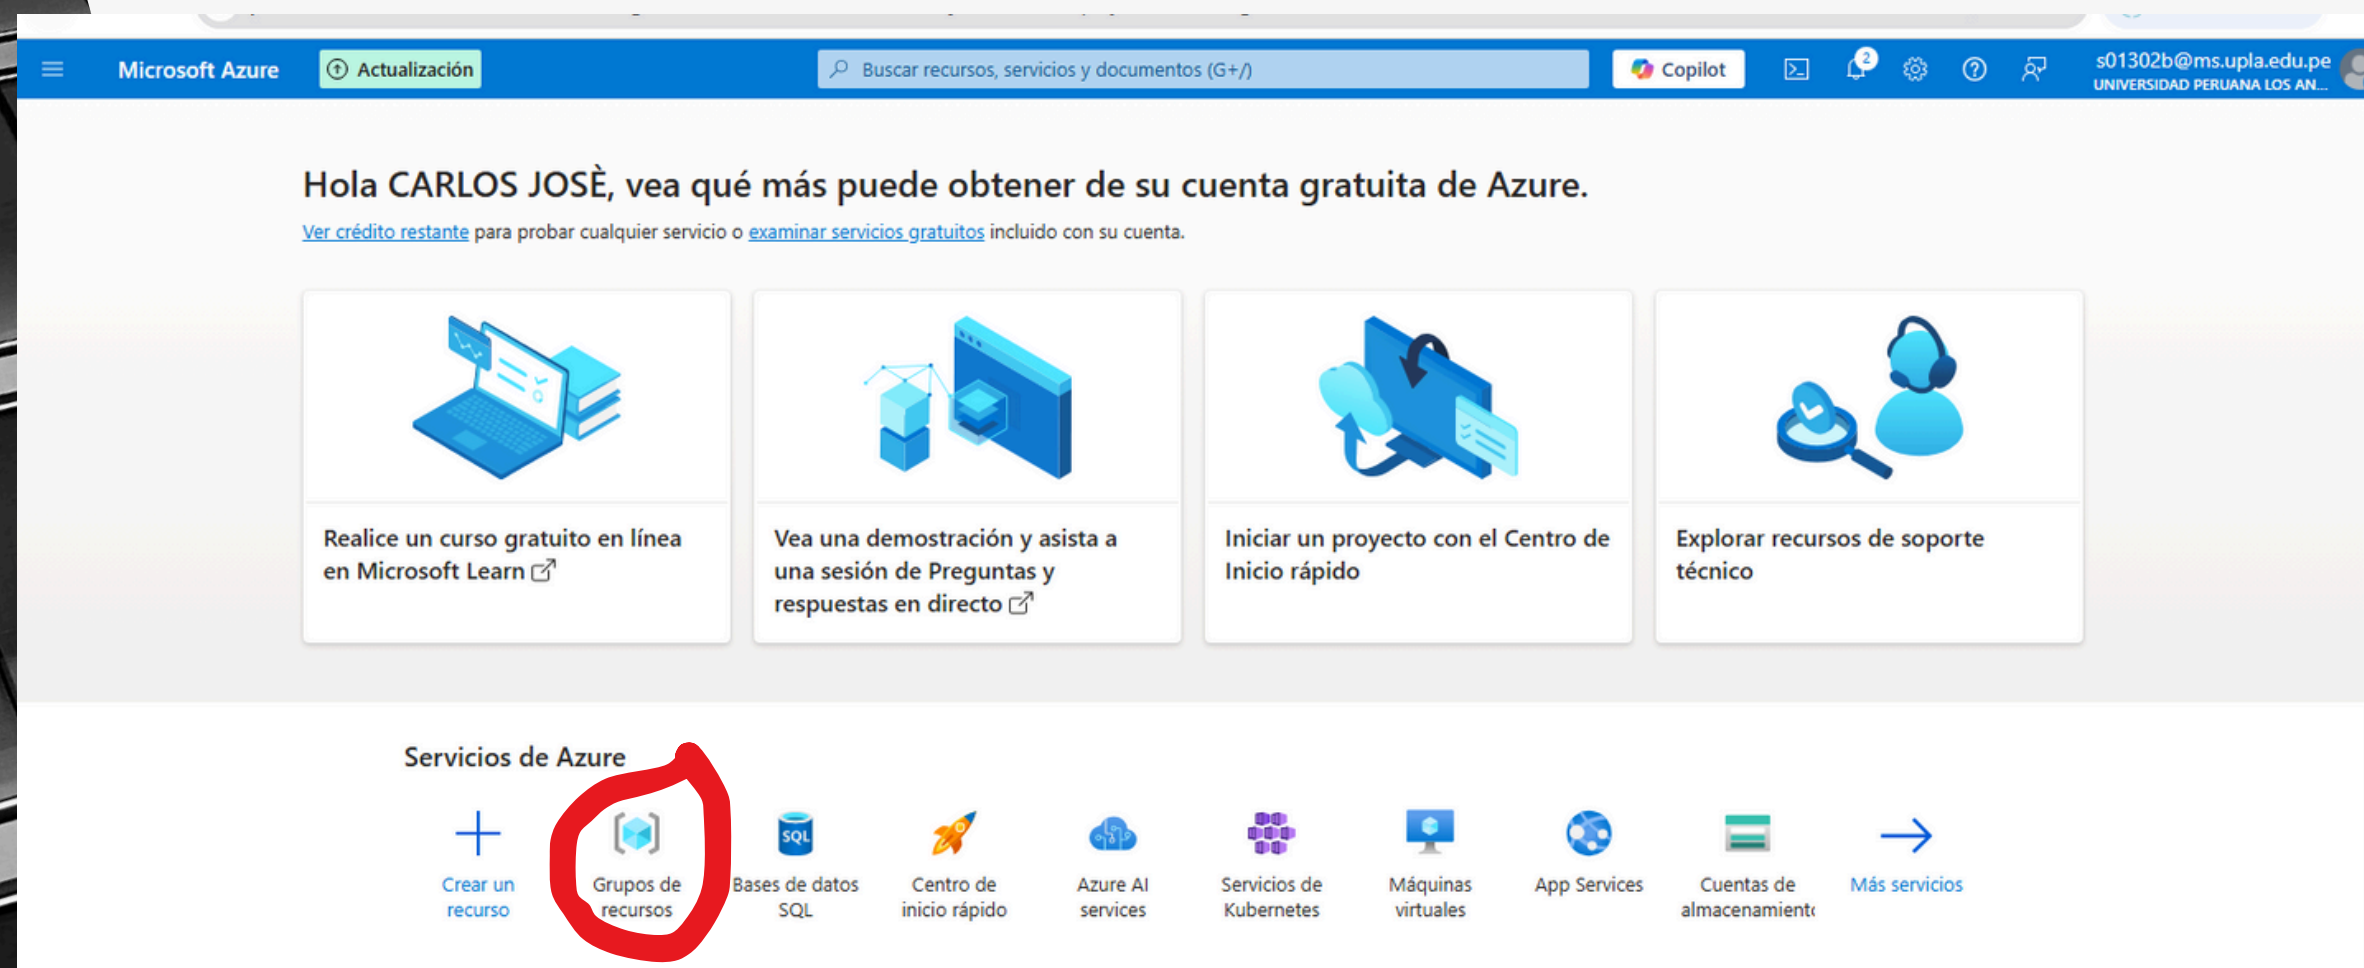 Microsoft Azure
Actualización
Buscar recursos, servicios y documentos (G+/)
Copilot
2
s01302b@ms.upla.edu.pe
UNIVERSIDAD PERUANA LOS AN...
Hola CARLOS JOSÈ, vea qué más puede obtener de su cuenta gratuita de Azure.
Ver crédito restante para probar cualquier servicio o examinar servicios gratuitos incluido con su cuenta.
Realice un curso gratuito en línea
en Microsoft Learn
Vea una demostración y asista a
una sesión de Preguntas y
respuestas en directo
Iniciar un proyecto con el Centro de
Inicio rápido
Explorar recursos de soporte
técnico
Servicios de Azure
Crear un
recurso
Grupos de
recursos
SQL
Bases de datos
SQL
Centro de
inicio rápido
Azure AI
services
Servicios de
Kubernetes
Máquinas
virtuales
App Services
Cuentas de
almacenamiento
Más servicios